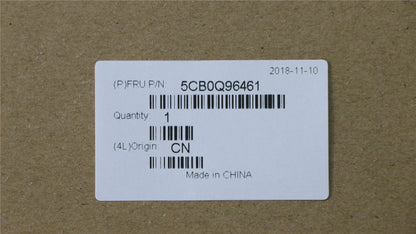 2018-11-10
(P)FRU P/N 5CB0Q96461
Quantity 1
(4L)Origin CN
Made in CHINA